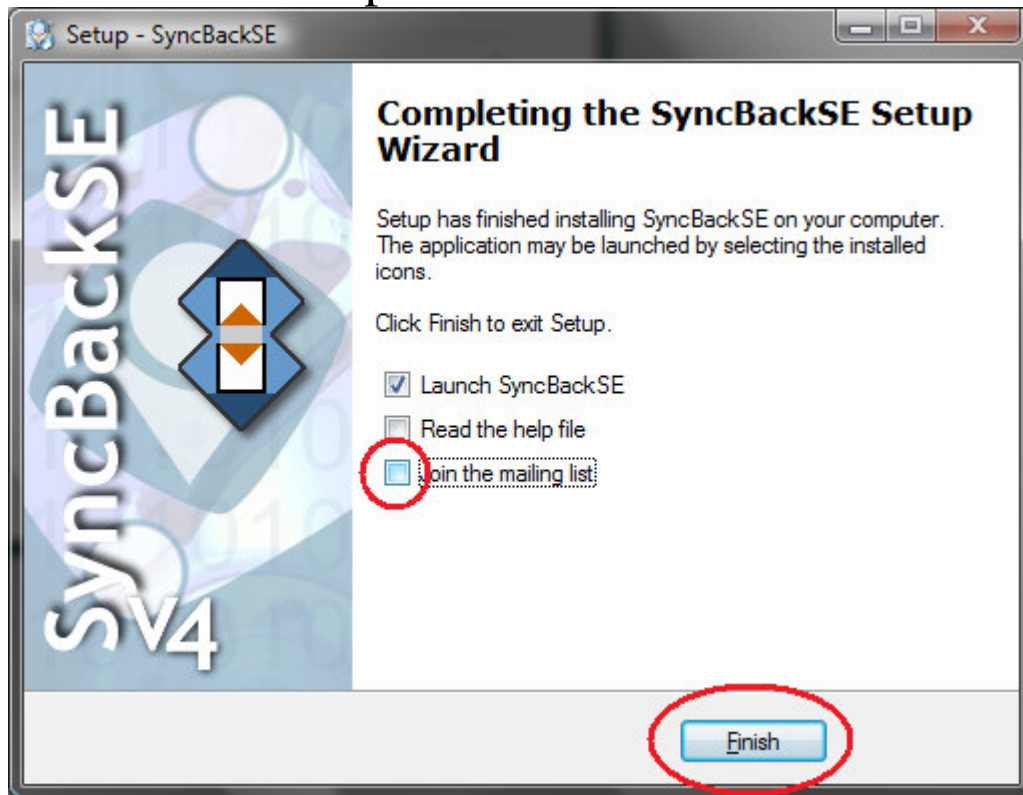 Setup - SyncBackSE
SyncBackSE
V4
Completing the SyncBackSE Setup
Wizard
Setup has finished installing SyncBackSE on your computer.
The application may be launched by selecting the installed
icons.
Click Finish to exit Setup.
Launch SyncBackSE
Read the help file
Join the mailing list
Finish